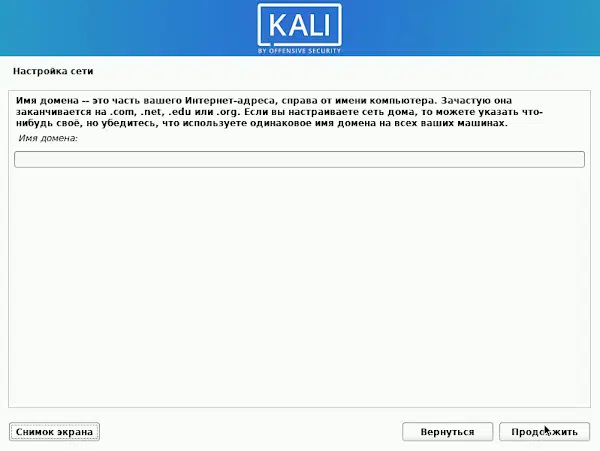 KALI
BY OFFENSIVE SECURITY
Настройка сети
Имя домена -- это часть вашего Интернет-адреса, справа от имени компьютера. Зачастую она
заканчивается на .com, .net, .edu или .org. Если вы настраиваете сеть дома, то можете указать что-
нибудь своё, но убедитесь, что используете одинаковое имя домена на всех ваших машинах.
Имя домена:
Снимок экрана
Вернуться
Продолжить